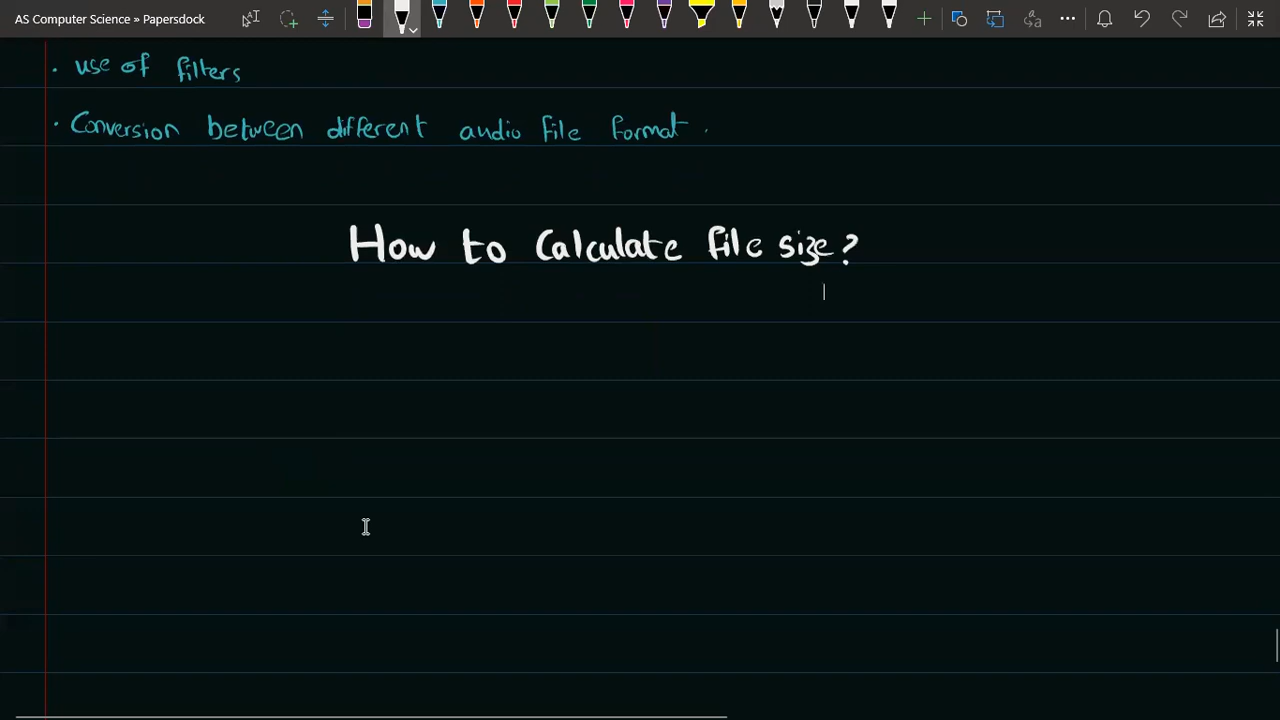 AS Computer Science » Papersdock
• use of filters
• Conversion between different audio file format .
How to Calculate file size?